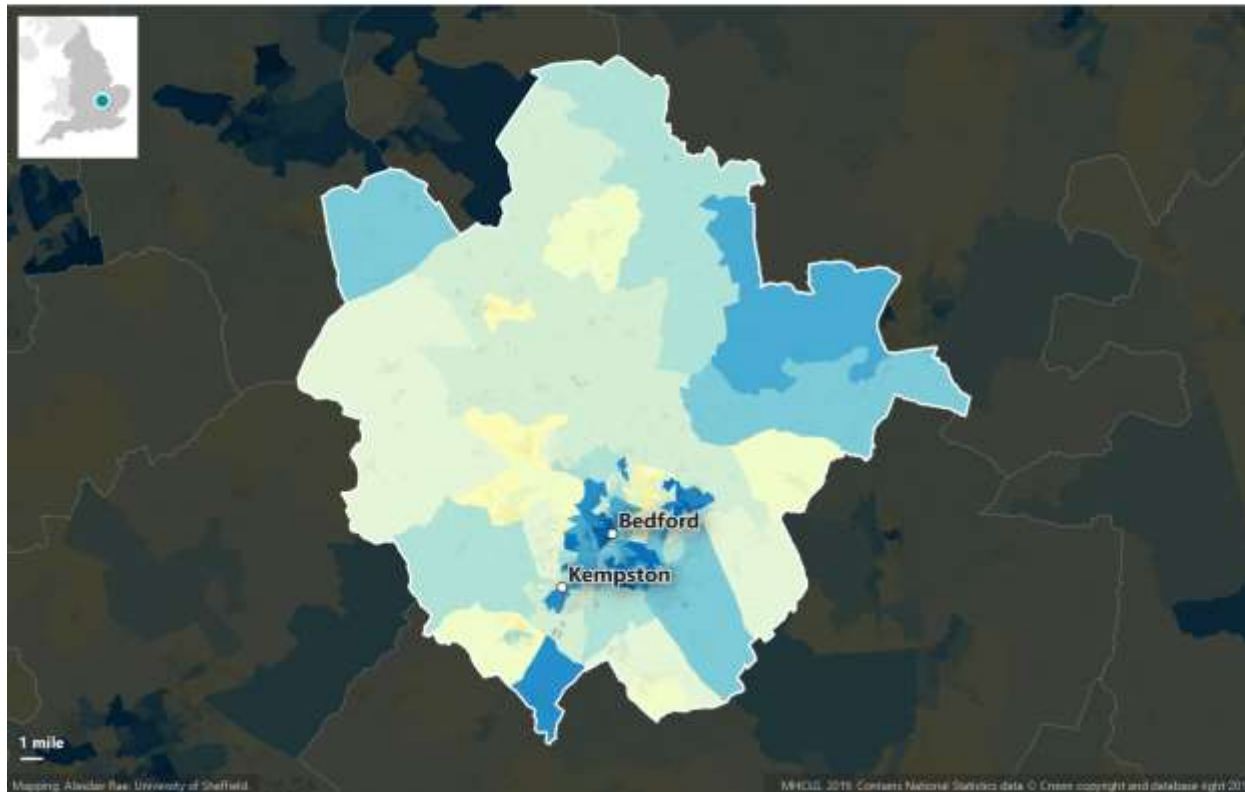 Bedford
Kempston
1 mile
Mapping: Alasdair Rae, University of Sheffield.
MHCLG, 2019. Contains National Statistics data. © Crown copyright and database right 201